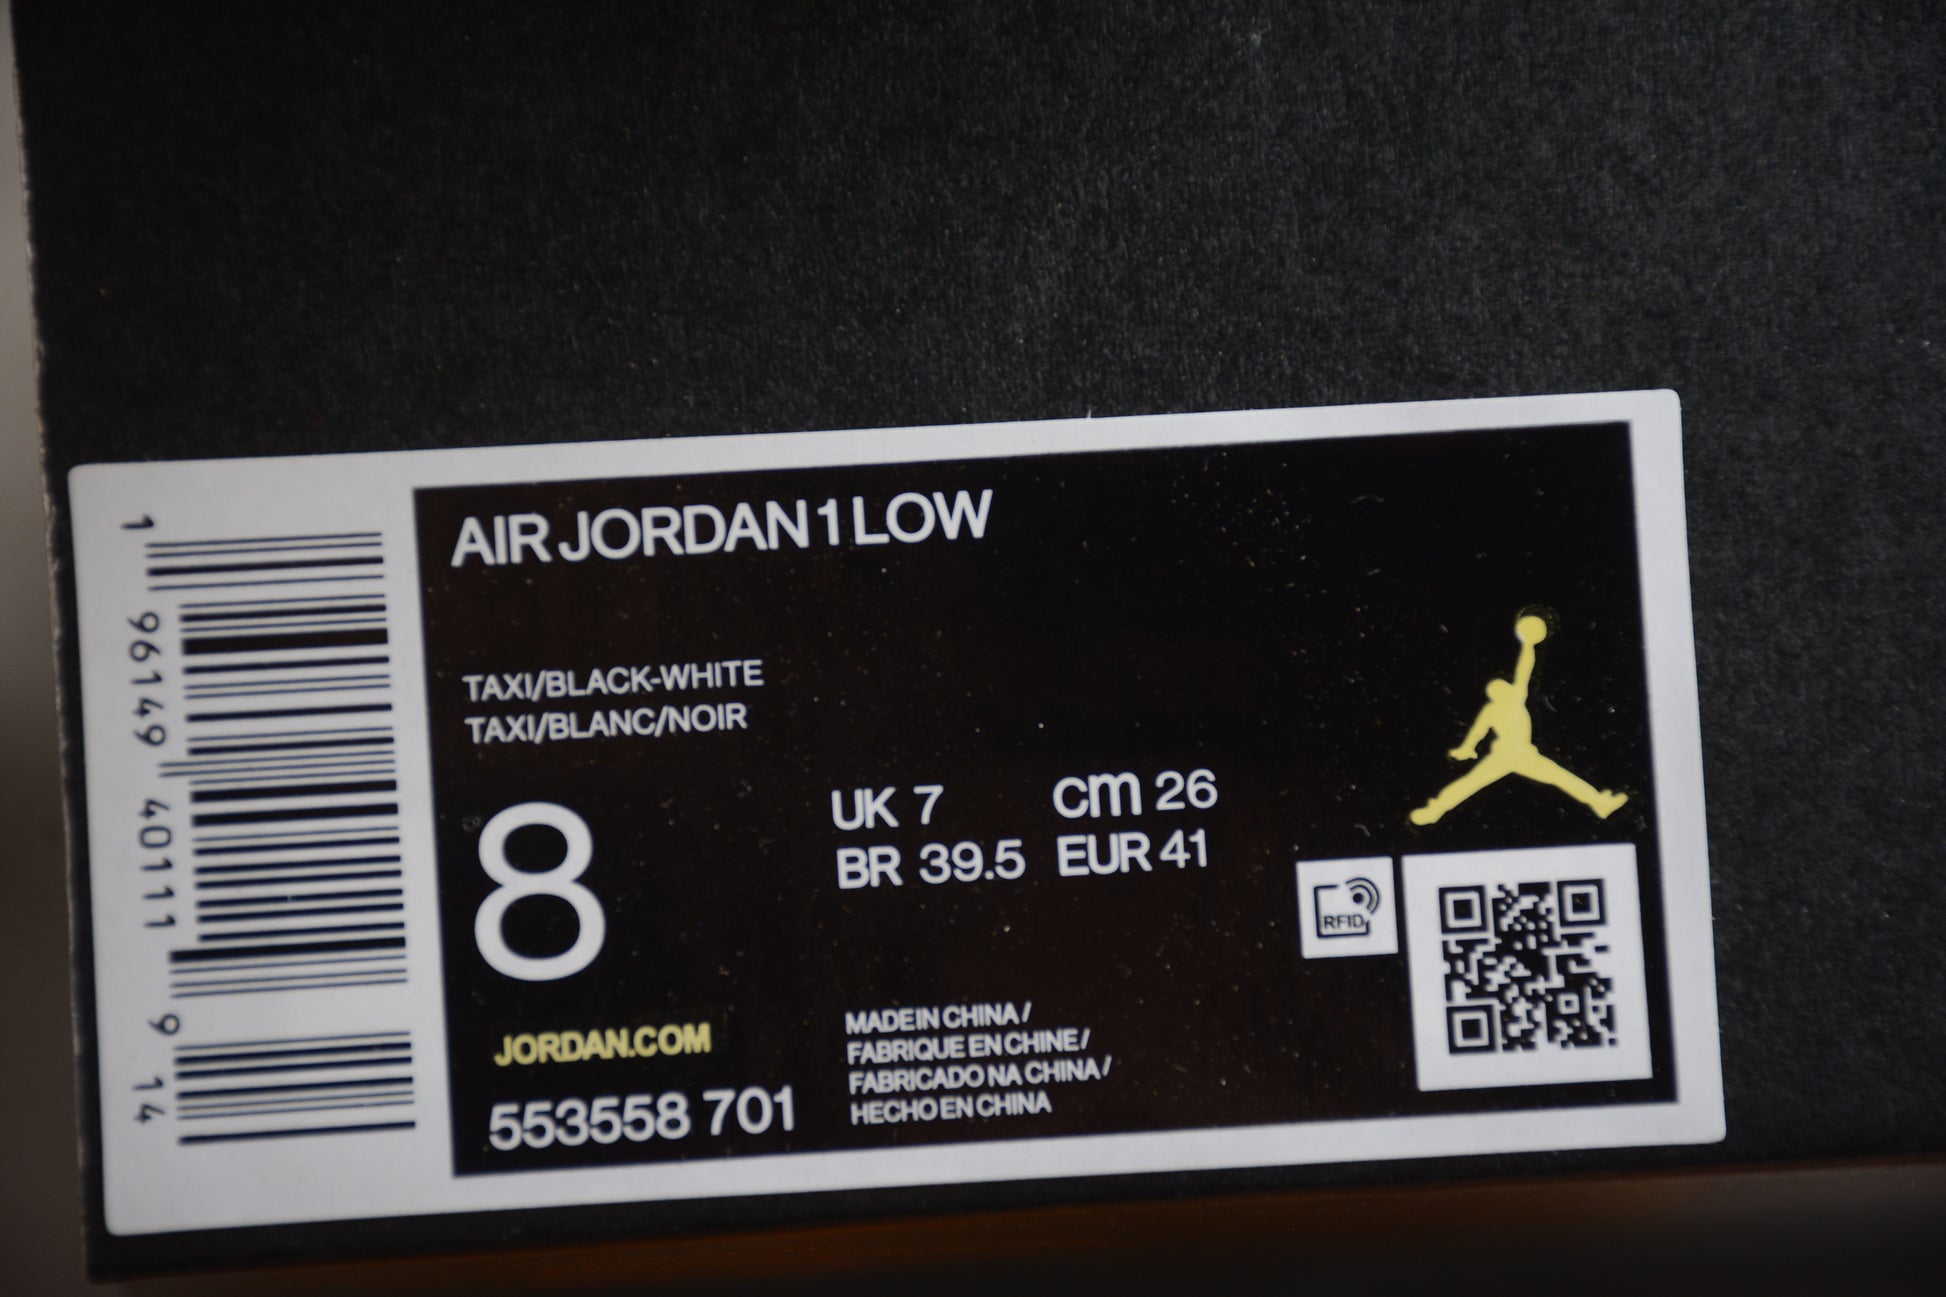 AIR JORDAN 1 LOW
TAXI/BLACK-WHITE
TAXI/BLANC/NOIR
8
UK 7 cm 26
BR 39.5 EUR 41
RFID
JORDAN.COM
553558 701
MADE IN CHINA /
FABRIQUE EN CHINE /
FABRICADO NA CHINA /
HECHO EN CHINA
1 96149 40111 9 14